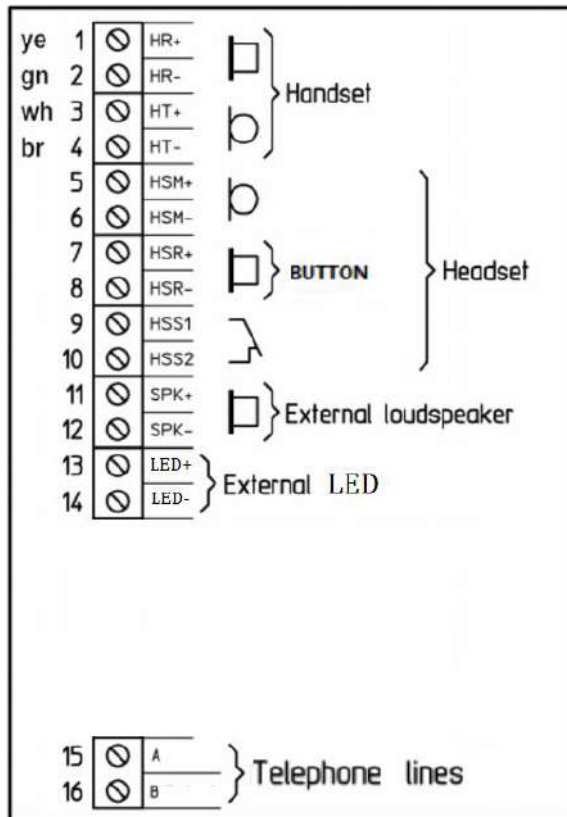 ye 1 HR+
gn 2 HR-
Handset
wh 3 HT+
br 4 HT-
5 HSM+
6 HSM-
7 HSR+
BUTTON
Headset
8 HSR-
9 HSS1
10 HSS2
11 SPK+
External loudspeaker
12 SPK-
13 LED+
External LED
14 LED-
15 A
Telephone lines
16 B